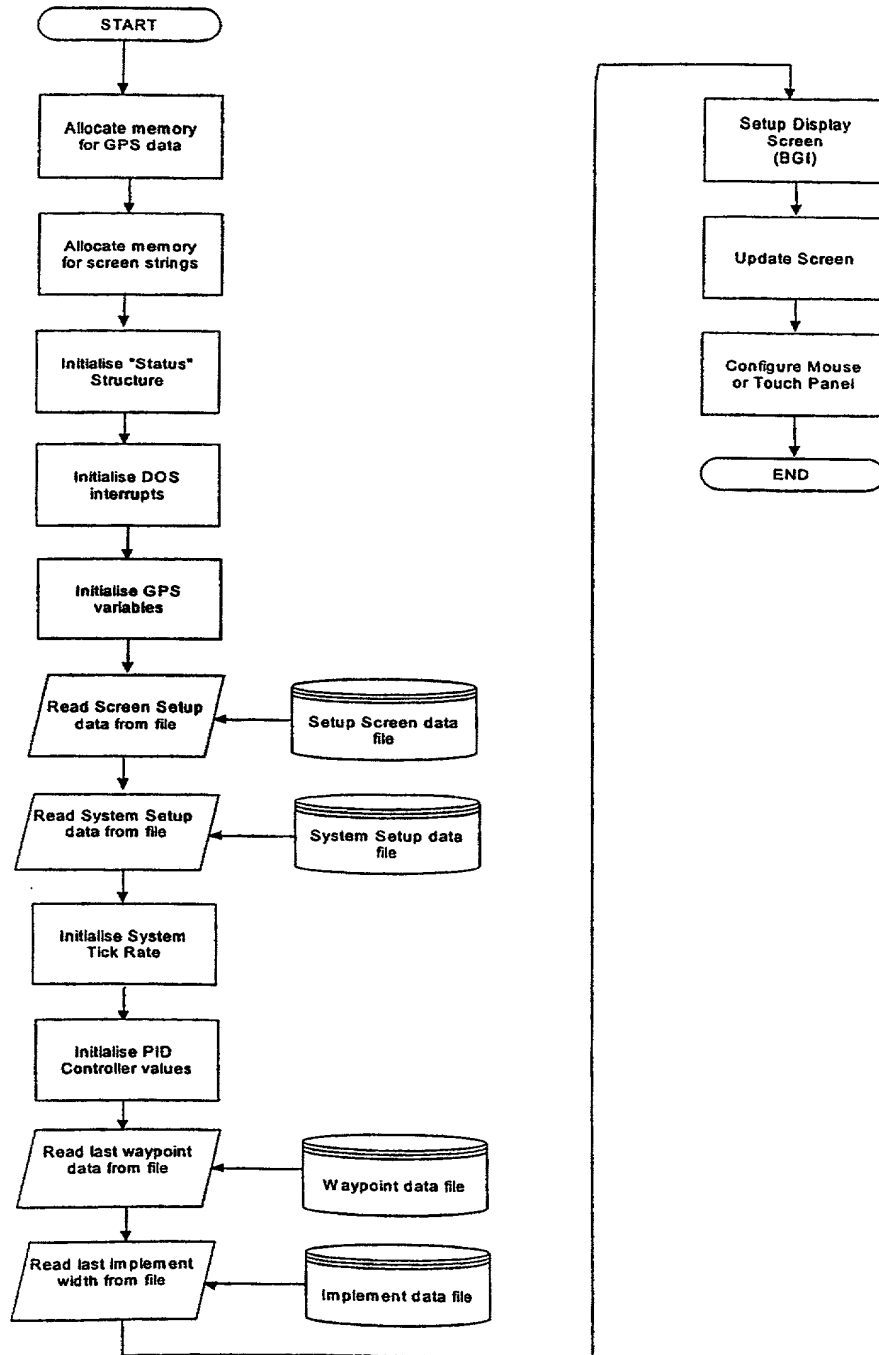 START
Allocate memory
for GPS data
Allocate memory
for screen strings
Initialise "Status"
Structure
Initialise DOS
interrupts
Initialise GPS
variables
Read Screen Setup
data from file
Setup Screen data
file
Read System Setup
data from file
System Setup data
file
Initialise System
Tick Rate
Initialise PID
Controller values
Read last waypoint
data from file
Waypoint data file
Read last implement
width from file
Implement data file
Setup Display
Screen
(BGI)
Update Screen
Configure Mouse
or Touch Panel
END